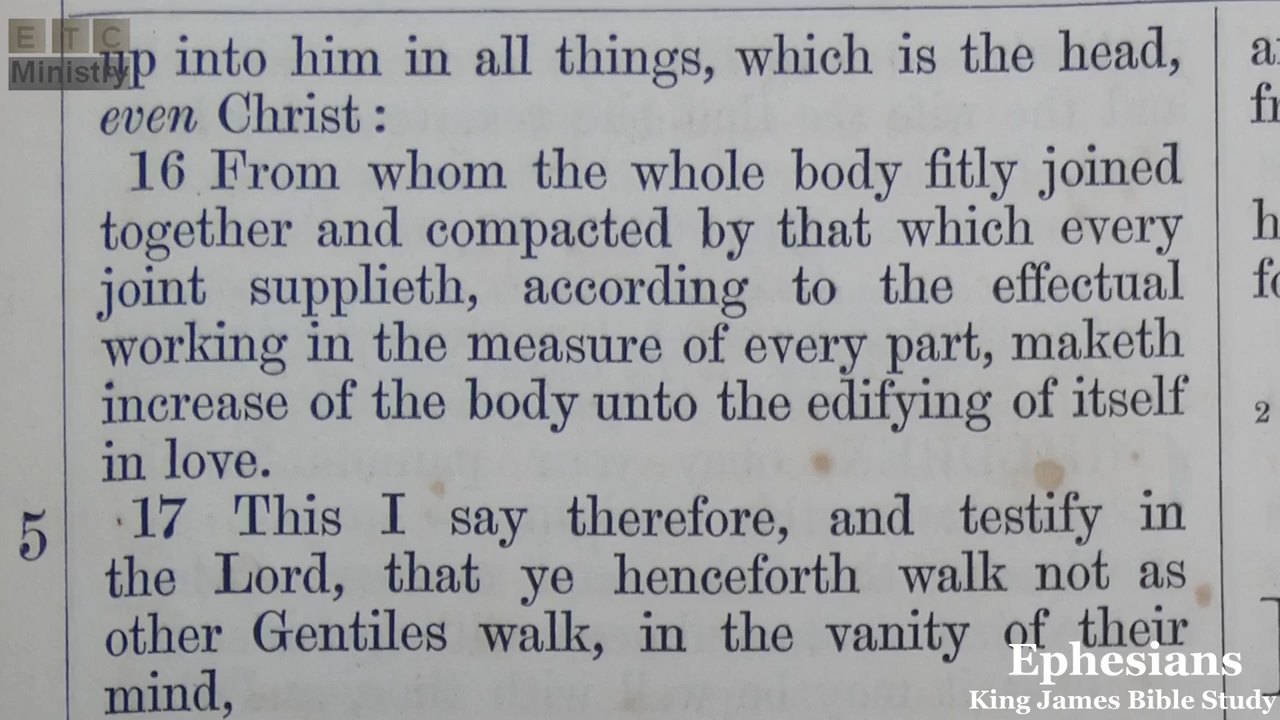 E T C
Ministry
up into him in all things, which is the head,
even Christ :
16 From whom the whole body fitly joined
together and compacted by that which every
joint supplieth, according to the effectual
working in the measure of every part, maketh
increase of the body unto the edifying of itself
in love.
5
17 This I say therefore, and testify in
the Lord, that ye henceforth walk not as
other Gentiles walk, in the vanity of their
mind,
2
Ephesians
King James Bible Study